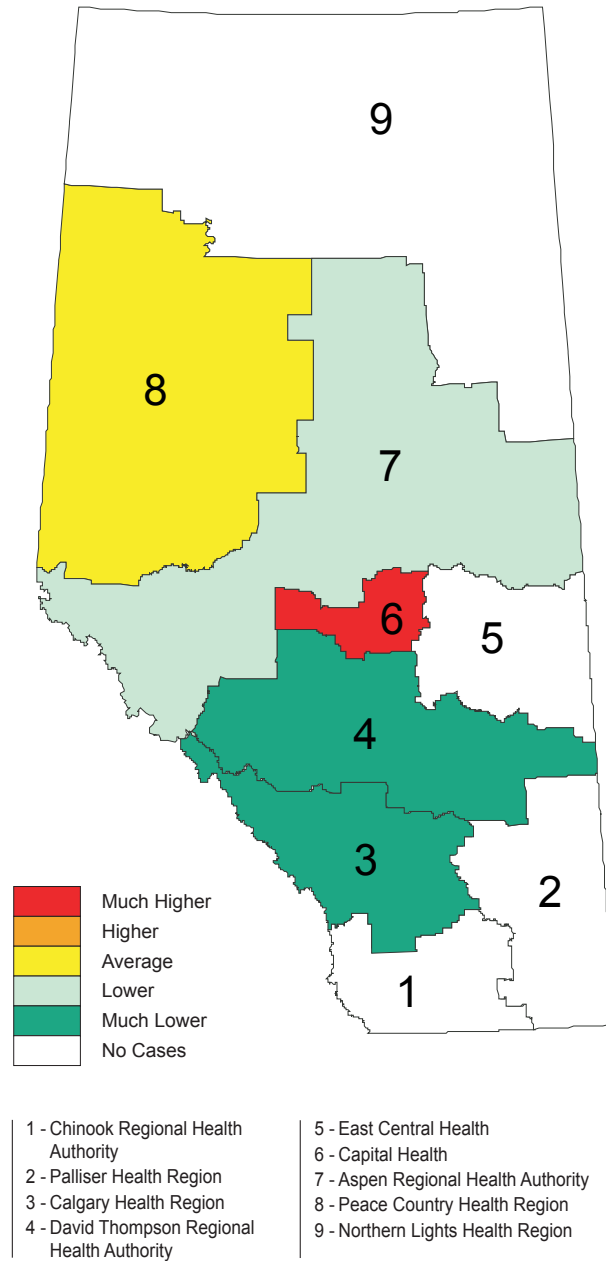 9
8
7
6
5
4
3
2
1
Much Higher
Higher
Average
Lower
Much Lower
No Cases
1 - Chinook Regional Health
Authority
2 - Palliser Health Region
3 - Calgary Health Region
4 - David Thompson Regional
Health Authority
5 - East Central Health
6 - Capital Health
7 - Aspen Regional Health Authority
8 - Peace Country Health Region
9 - Northern Lights Health Region